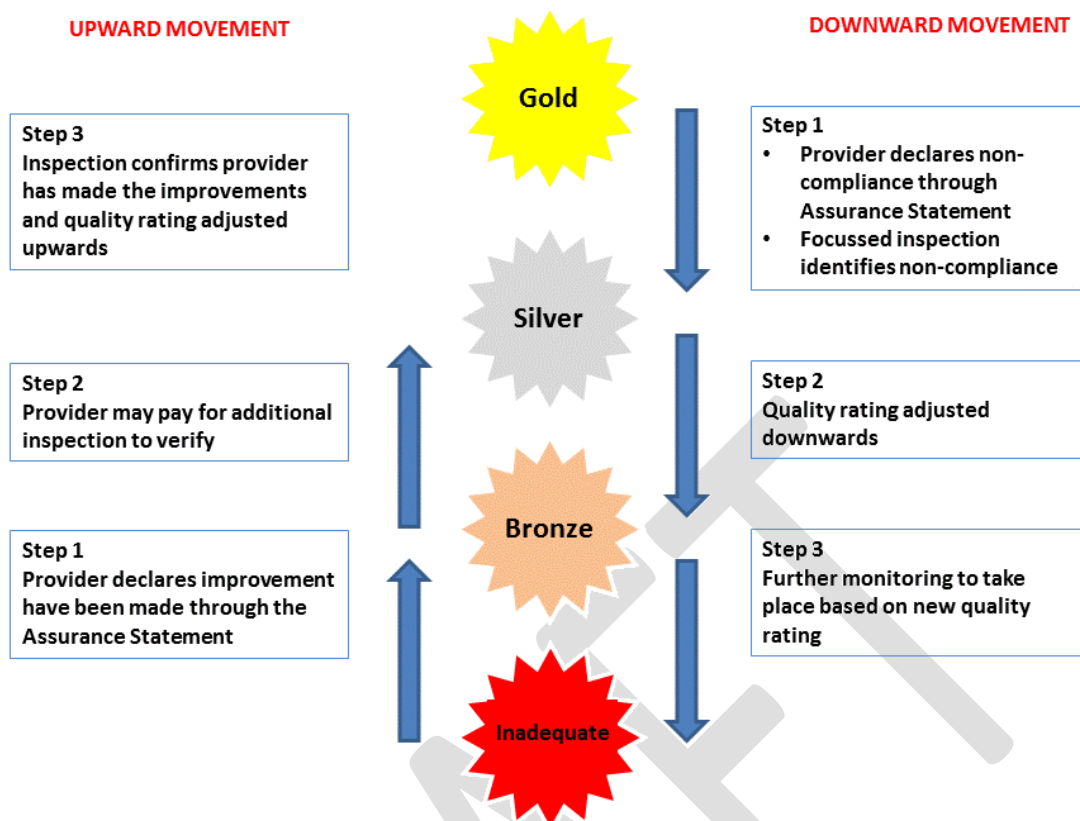 UPWARD MOVEMENT
Step 3
Inspection confirms provider
has made the improvements
and quality rating adjusted
upwards
Step 2
Provider may pay for additional
inspection to verify
Step 1
Provider declares improvement
have been made through the
Assurance Statement
Gold
Silver
Bronze
Inadequate
DOWNWARD MOVEMENT
Step 1
• Provider declares non-
compliance through
Assurance Statement
• Focussed inspection
identifies non-compliance
Step 2
Quality rating adjusted
downwards
Step 3
Further monitoring to take
place based on new quality
rating